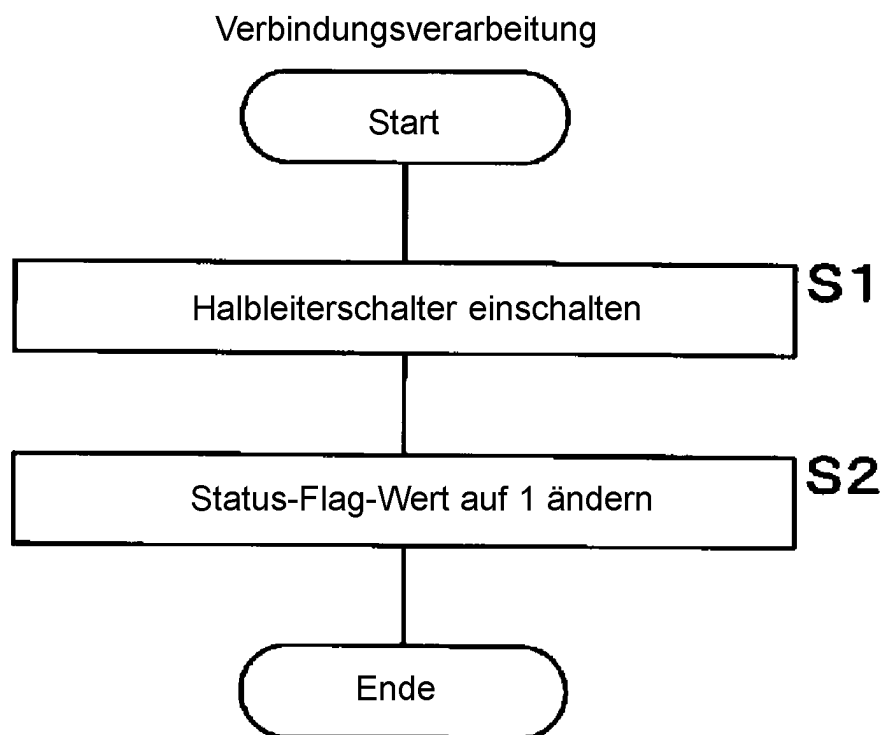 Verbindungsverarbeitung
Start
S1
Halbleiterschalter einschalten
S2
Status-Flag-Wert auf 1 ändern
Ende